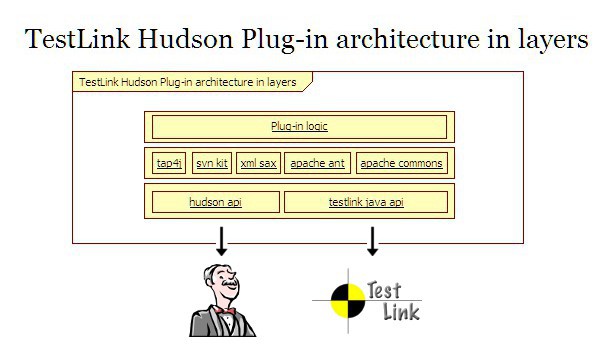 TestLink Hudson Plug-in architecture in layers
TestLink Hudson Plug-in architecture in layers
Plug-in logic
tap4j svn kit xml sax apache ant apache commons
hudson api testlink java api
Test
Link